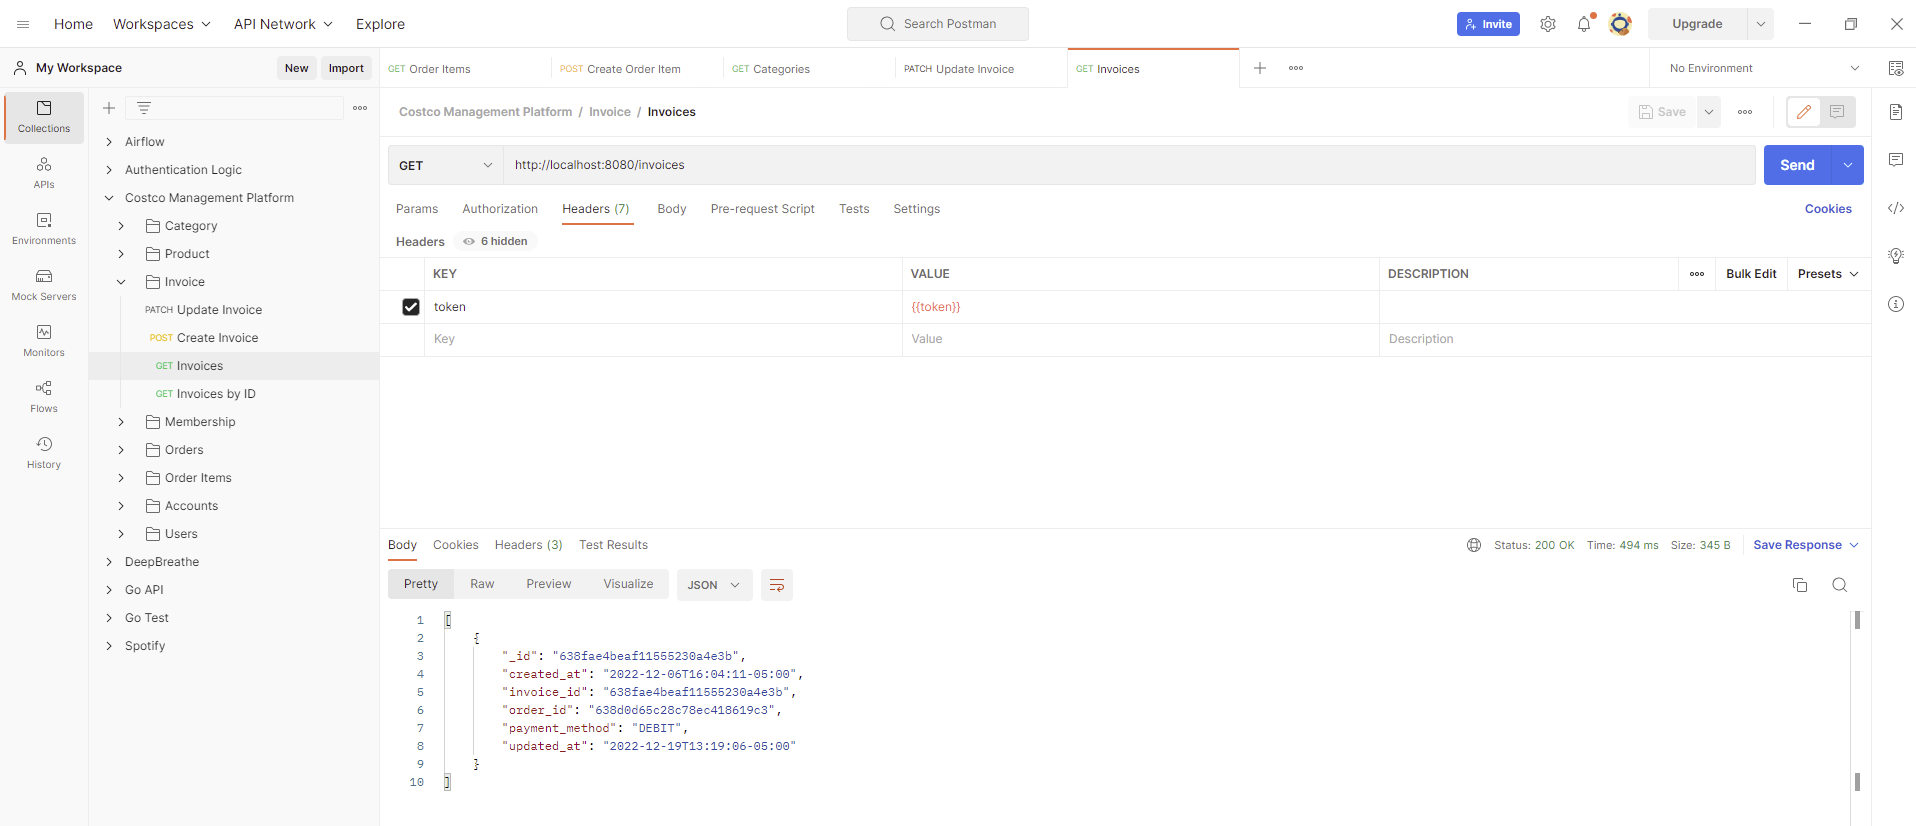 Home Workspaces API Network Explore Search Postman Invite Upgrade
My Workspace New Import
GET Order Items POST Create Order Item GET Categories PATCH Update Invoice GET Invoices No Environment
Collections
APIs
Environments
Mock Servers
Monitors
Flows
History
Airflow
Authentication Logic
Costco Management Platform
Category
Product
Invoice
PATCH Update Invoice
POST Create Invoice
GET Invoices
GET Invoices by ID
Membership
Orders
Order Items
Accounts
Users
DeepBreathe
Go API
Go Test
Spotify
Costco Management Platform / Invoice / Invoices Save
GET http://localhost:8080/invoices Send
Params Authorization Headers (7) Body Pre-request Script Tests Settings Cookies
Headers 6 hidden
KEY VALUE DESCRIPTION Bulk Edit Presets
token {{token}}
Key Value Description
Body Cookies Headers (3) Test Results Status: 200 OK Time: 494 ms Size: 345 B Save Response
Pretty Raw Preview Visualize JSON
1 [
2 {
3 "_id": "638fae4beaf11555230a4e3b",
4 "created_at": "2022-12-06T16:04:11-05:00",
5 "invoice_id": "638fae4beaf11555230a4e3b",
6 "order_id": "638d0d65c28c78ec418619c3",
7 "payment_method": "DEBIT",
8 "updated_at": "2022-12-19T13:19:06-05:00"
9 }
10 ]